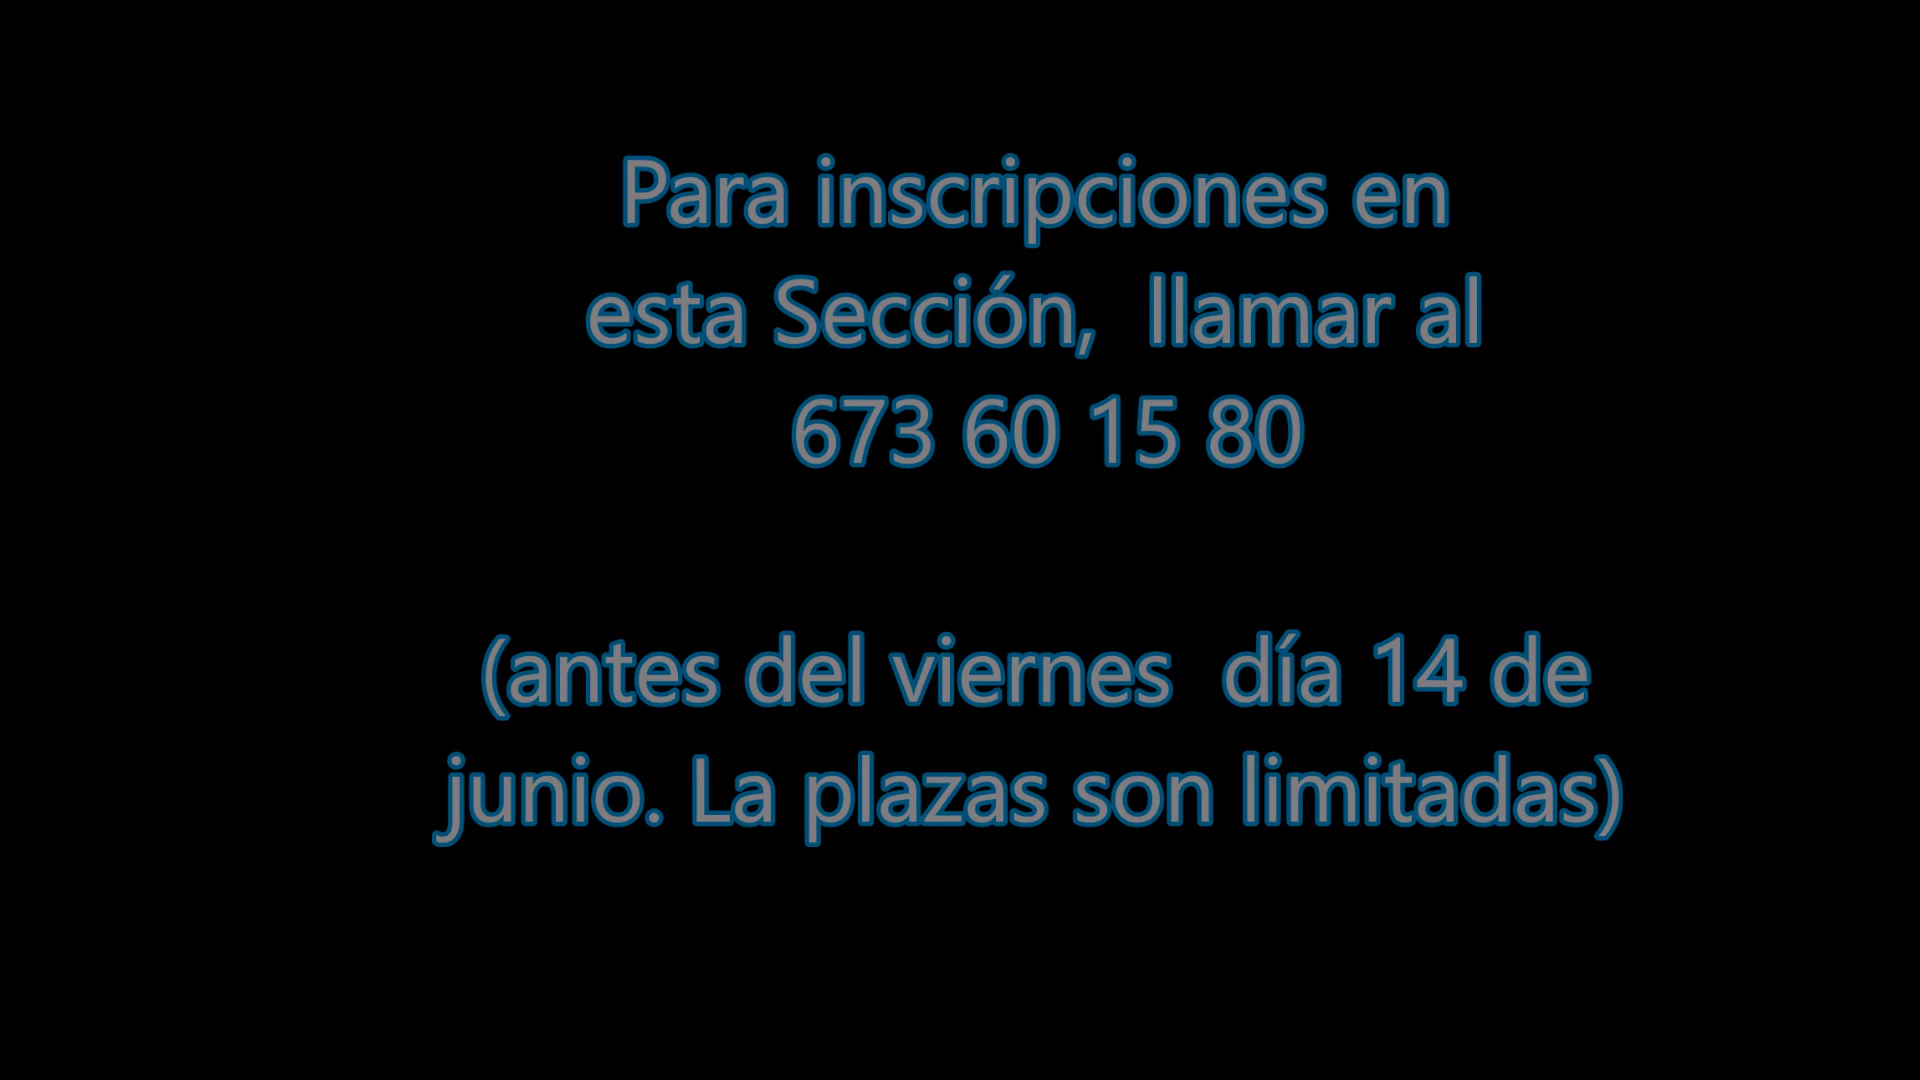 Para inscripciones en
esta Sección,  llamar al
673 60 15 80
(antes del viernes  día 14 de
junio. La plazas son limitadas)